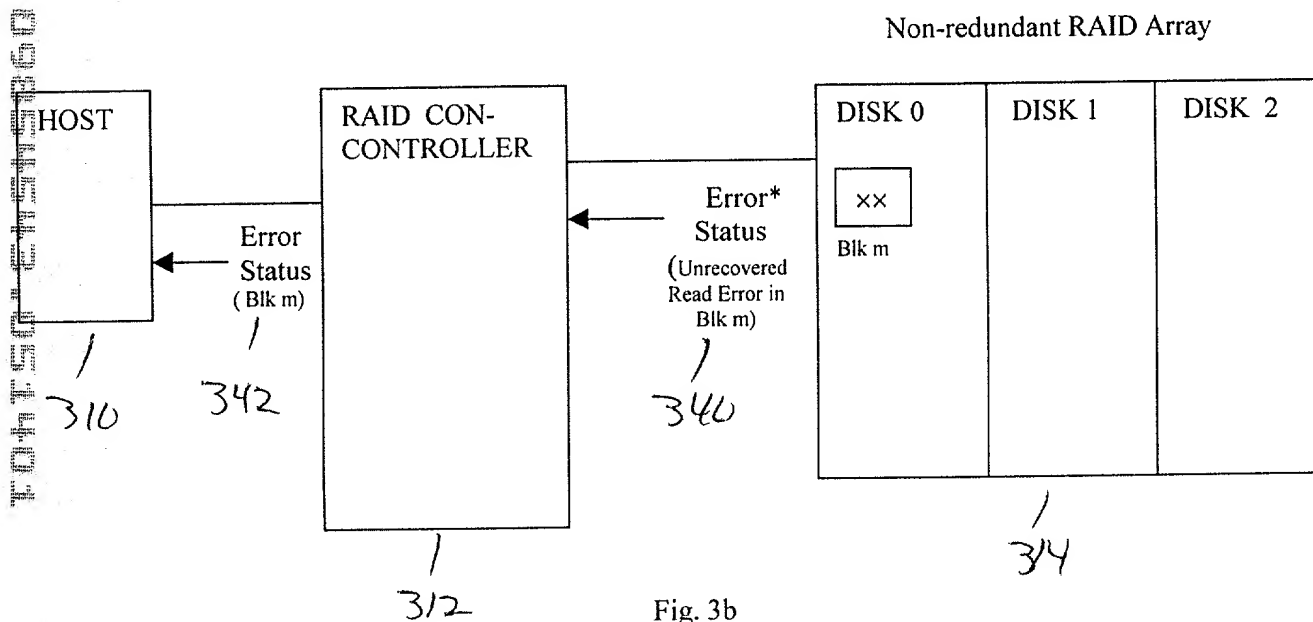 Non-redundant RAID Array
HOST
RAID CON-
CONTROLLER
DISK 0
DISK 1
DISK 2
××
Blk m
Error
Status
( Blk m)
Error*
Status
(Unrecovered
Read Error in
Blk m)
310
342
340
312
314
Fig. 3b